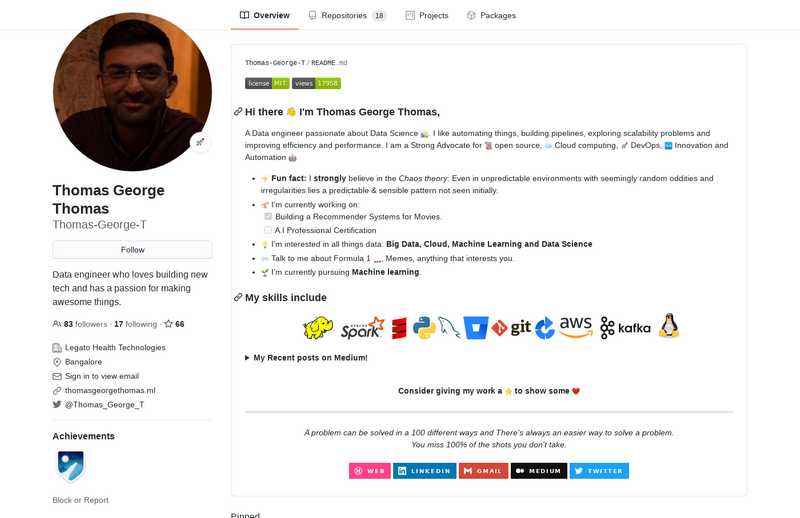 Overview
Repositories 18
Projects
Packages
Thomas George
Thomas
Thomas-George-T
Follow
Data engineer who loves building new
tech and has a passion for making
awesome things.
83 followers · 17 following · 66
Legato Health Technologies
Bangalore
Sign in to view email
thomasgeorgethomas.ml
@Thomas_George_T
Achievements
Block or Report
Thomas-George-T / README.md
license MIT views 17958
Hi there 👋 I'm Thomas George Thomas,
A Data engineer passionate about Data Science . I like automating things, building pipelines, exploring scalability problems and
improving efficiency and performance. I am a Strong Advocate for 📜 open source, ☁️ Cloud computing, 🚀 DevOps, Innovation and
Automation 🤖
• ⚡ Fun fact: I strongly believe in the Chaos theory: Even in unpredictable environments with seemingly random oddities and
irregularities lies a predictable & sensible pattern not seen initially.
• 🔭 I'm currently working on:
Building a Recommender Systems for Movies.
A.I Professional Certification
• 💡 I'm interested in all things data: Big Data, Cloud, Machine Learning and Data Science
• 💬 Talk to me about Formula 1 🏎️, Memes, anything that interests you.
• 🌱 I'm currently pursuing Machine learning.
My skills include
APACHE Spark git aws kafka
My Recent posts on Medium!
Consider giving my work a ⭐ to show some ❤️
A problem can be solved in a 100 different ways and There's always an easier way to solve a problem.
You miss 100% of the shots you don't take.
WEB LINKEDIN GMAIL MEDIUM TWITTER
Pinned